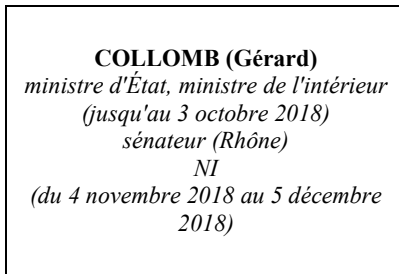 COLLOMB (Gérard)
ministre d'État, ministre de l'intérieur
(jusqu'au 3 octobre 2018)
sénateur (Rhône)
NI
(du 4 novembre 2018 au 5 décembre
2018)